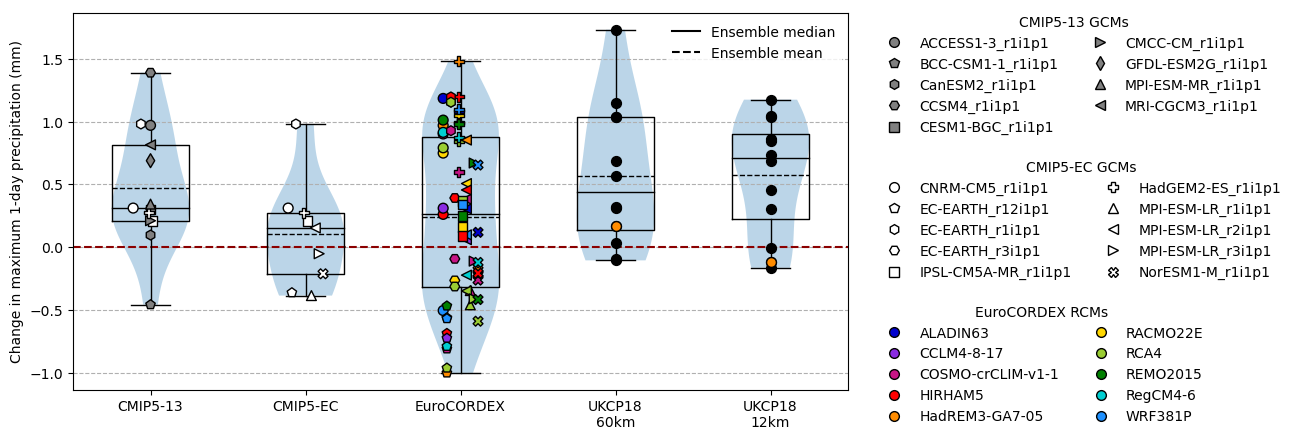 Change in maximum 1-day precipitation (mm)
1.5
1.0
0.5
0.0
−0.5
−1.0
Ensemble median
Ensemble mean
CMIP5-13
CMIP5-EC
EuroCORDEX
UKCP18
60km
UKCP18
12km
CMIP5-13 GCMs
ACCESS1-3_r1i1p1
BCC-CSM1-1_r1i1p1
CanESM2_r1i1p1
CCSM4_r1i1p1
CESM1-BGC_r1i1p1
CMCC-CM_r1i1p1
GFDL-ESM2G_r1i1p1
MPI-ESM-MR_r1i1p1
MRI-CGCM3_r1i1p1
CMIP5-EC GCMs
CNRM-CM5_r1i1p1
EC-EARTH_r12i1p1
EC-EARTH_r1i1p1
EC-EARTH_r3i1p1
IPSL-CM5A-MR_r1i1p1
HadGEM2-ES_r1i1p1
MPI-ESM-LR_r1i1p1
MPI-ESM-LR_r2i1p1
MPI-ESM-LR_r3i1p1
NorESM1-M_r1i1p1
EuroCORDEX RCMs
ALADIN63
CCLM4-8-17
COSMO-crCLIM-v1-1
HIRHAM5
HadREM3-GA7-05
RACMO22E
RCA4
REMO2015
RegCM4-6
WRF381P